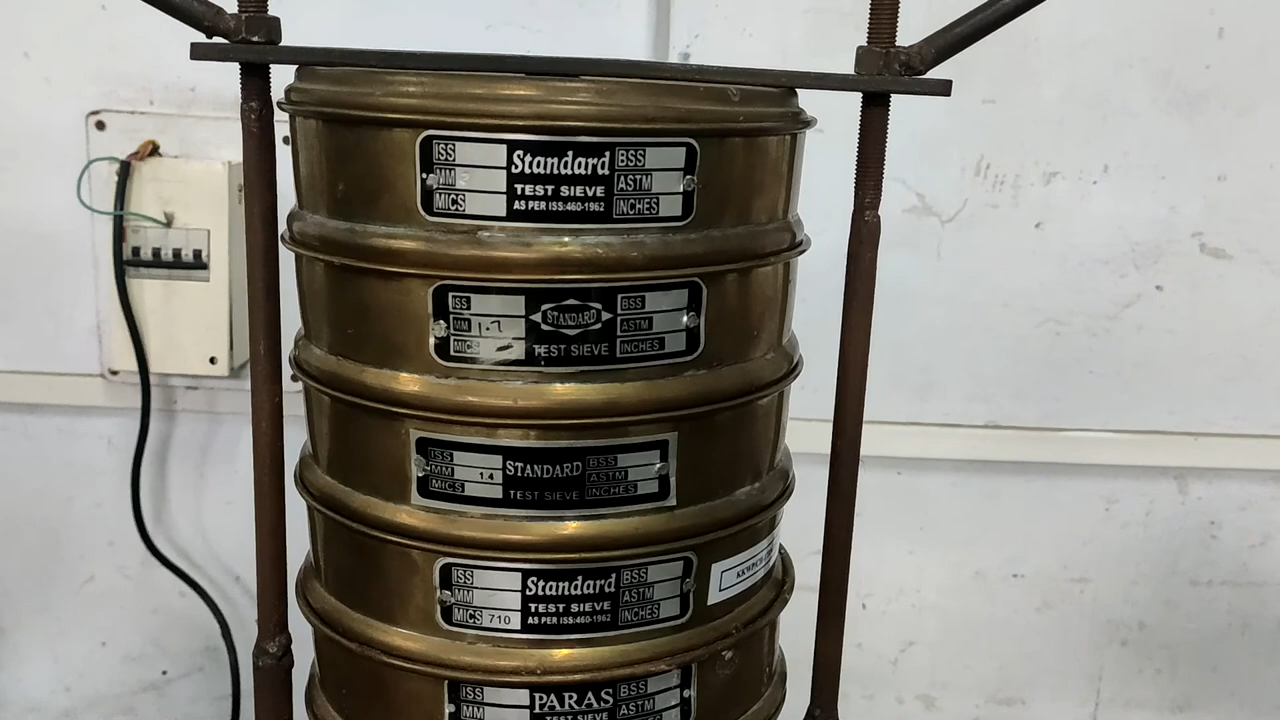 ISS Standard BSS
MM 2 TEST SIEVE ASTM
MICS AS PER ISS:460-1962 INCHES
ISS BSS
MM 1.7 STANDARD ASTM
MICS TEST SIEVE INCHES
ISS STANDARD BSS
MM 1.4 ASTM
MICS TEST SIEVE INCHES
ISS Standard BSS
MM TEST SIEVE ASTM
MICS 710 AS PER ISS:460-1962 INCHES
ISS PARAS BSS
MM TEST SIEVE ASTM